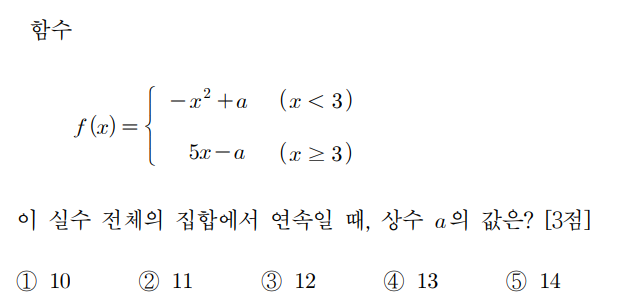 함수
f(x) = { -x² + a (x < 3)
5x - a (x ≥ 3)
이 실수 전체의 집합에서 연속일 때, 상수 a의 값은? [3점]
① 10 ② 11 ③ 12 ④ 13 ⑤ 14